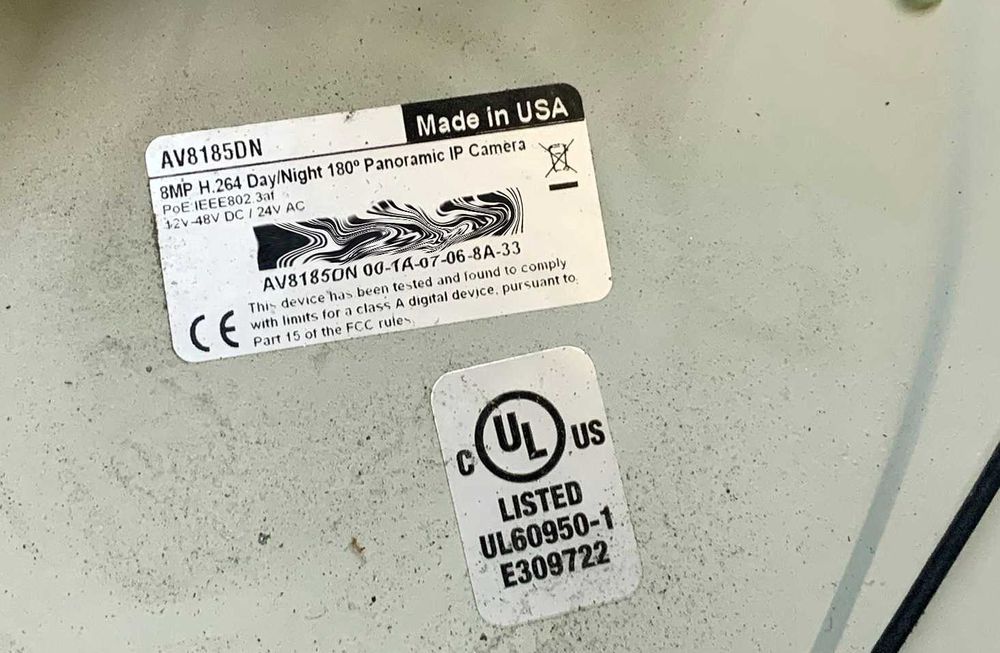 Made in USA
AV8185DN
8MP H.264 Day/Night 180º Panoramic IP Camera
PoE IEEE802.3af
12V-48V DC / 24V AC
AV8185DN 00-1A-07-06-8A-33
This device has been tested and found to comply
with limits for a class A digital device, pursuant to
Part 15 of the FCC rules.
CE
C UL US
LISTED
UL60950-1
E309722